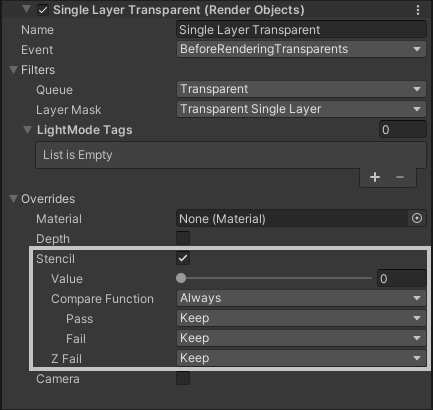 Single Layer Transparent (Render Objects)
Name Single Layer Transparent
Event BeforeRenderingTransparents
Filters
Queue Transparent
Layer Mask Transparent Single Layer
LightMode Tags 0
List is Empty
+ −
Overrides
Material None (Material)
Depth
Stencil
Value 0
Compare Function Always
Pass Keep
Fail Keep
Z Fail Keep
Camera